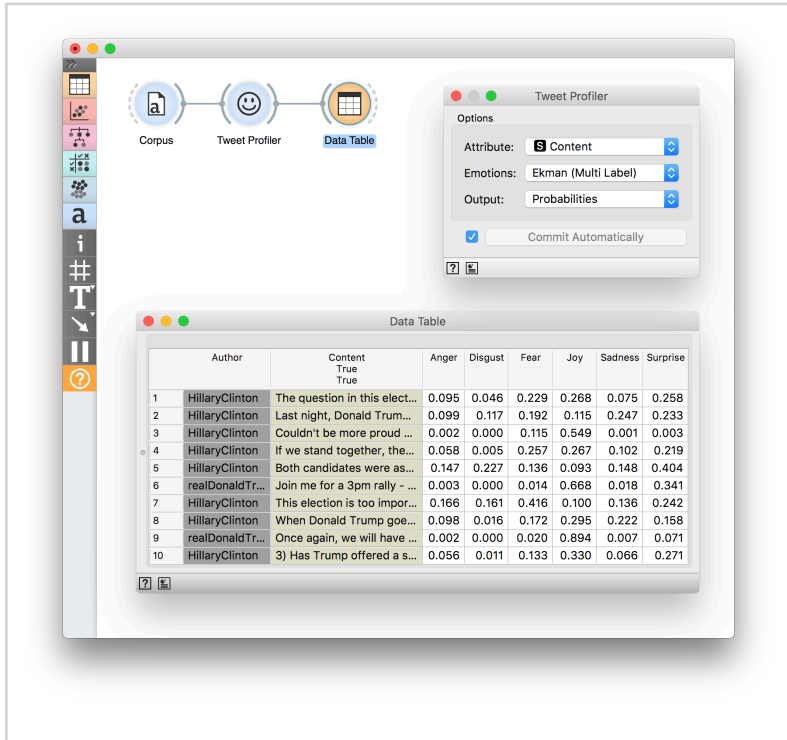 Corpus
Tweet Profiler
Data Table
Tweet Profiler
Options
Attribute: S Content
Emotions: Ekman (Multi Label)
Output: Probabilities
Commit Automatically
Data Table
Author Content Anger Disgust Fear Joy Sadness Surprise
True
True
1 HillaryClinton The question in this elect... 0.095 0.046 0.229 0.268 0.075 0.258
2 HillaryClinton Last night, Donald Trum... 0.099 0.117 0.192 0.115 0.247 0.233
3 HillaryClinton Couldn't be more proud ... 0.002 0.000 0.115 0.549 0.001 0.003
4 HillaryClinton If we stand together, the... 0.058 0.005 0.257 0.267 0.102 0.219
5 HillaryClinton Both candidates were as... 0.147 0.227 0.136 0.093 0.148 0.404
6 realDonaldTr... Join me for a 3pm rally - ... 0.003 0.000 0.014 0.668 0.018 0.341
7 HillaryClinton This election is too impor... 0.166 0.161 0.416 0.100 0.136 0.242
8 HillaryClinton When Donald Trump goe... 0.098 0.016 0.172 0.295 0.222 0.158
9 realDonaldTr... Once again, we will have ... 0.002 0.000 0.020 0.894 0.007 0.071
10 HillaryClinton 3) Has Trump offered a s... 0.056 0.011 0.133 0.330 0.066 0.271